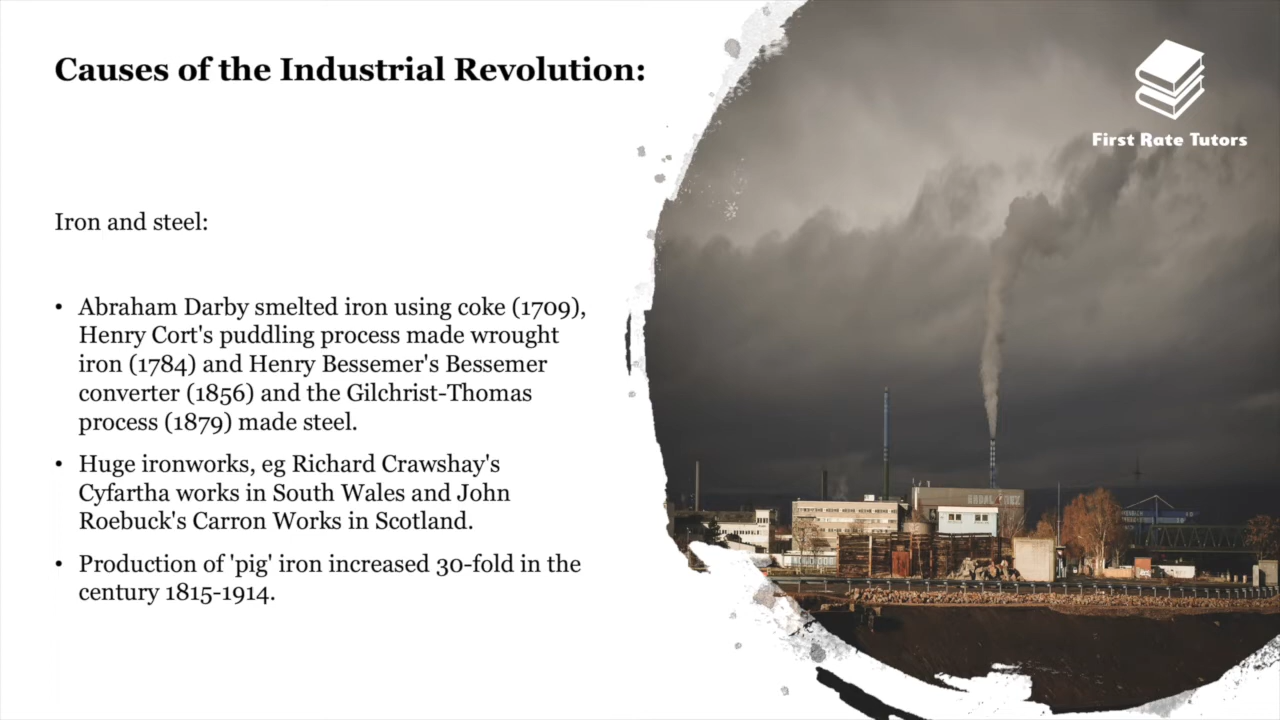 Causes of the Industrial Revolution:
First Rate Tutors
Iron and steel:
• Abraham Darby smelted iron using coke (1709),
Henry Cort's puddling process made wrought
iron (1784) and Henry Bessemer's Bessemer
converter (1856) and the Gilchrist-Thomas
process (1879) made steel.
• Huge ironworks, eg Richard Crawshay's
Cyfartha works in South Wales and John
Roebuck's Carron Works in Scotland.
• Production of 'pig' iron increased 30-fold in the
century 1815-1914.